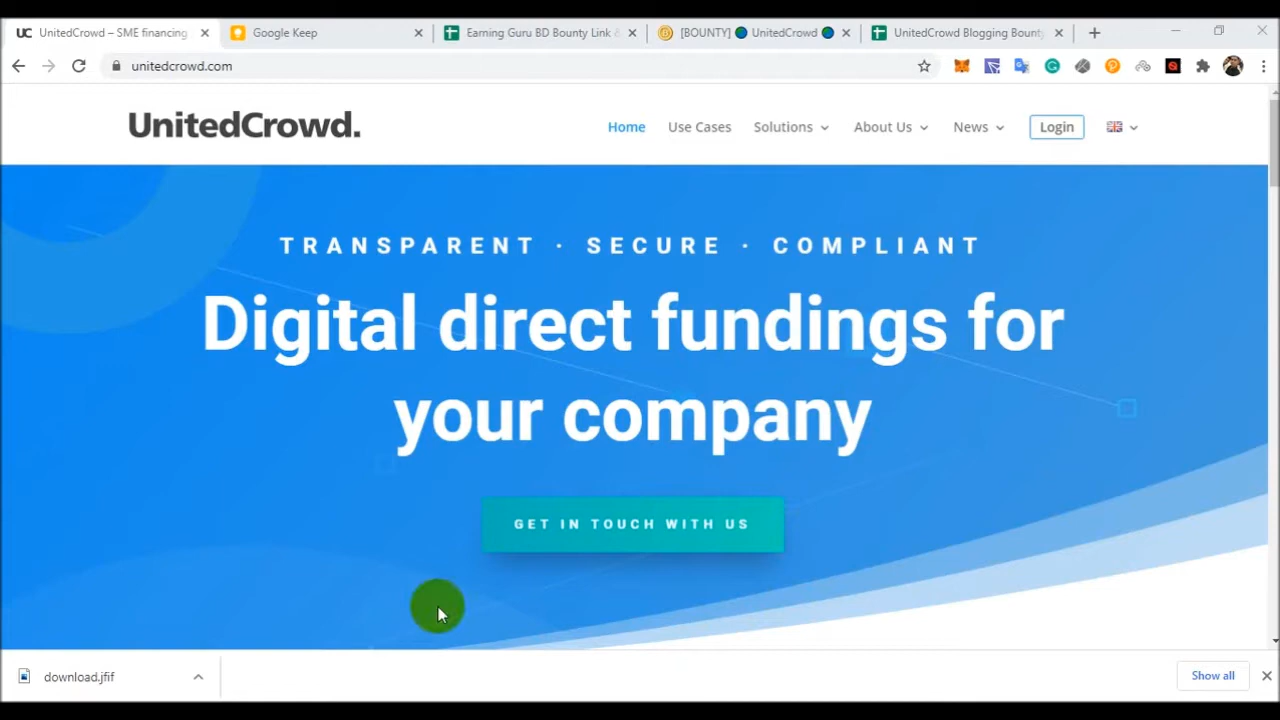 UC UnitedCrowd – SME financing
Google Keep
Earning Guru BD Bounty Link &
[BOUNTY] UnitedCrowd
UnitedCrowd Blogging Bounty
unitedcrowd.com
UnitedCrowd.
Home
Use Cases
Solutions
About Us
News
Login
TRANSPARENT · SECURE · COMPLIANT
Digital direct fundings for
your company
GET IN TOUCH WITH US
download.jfif
Show all